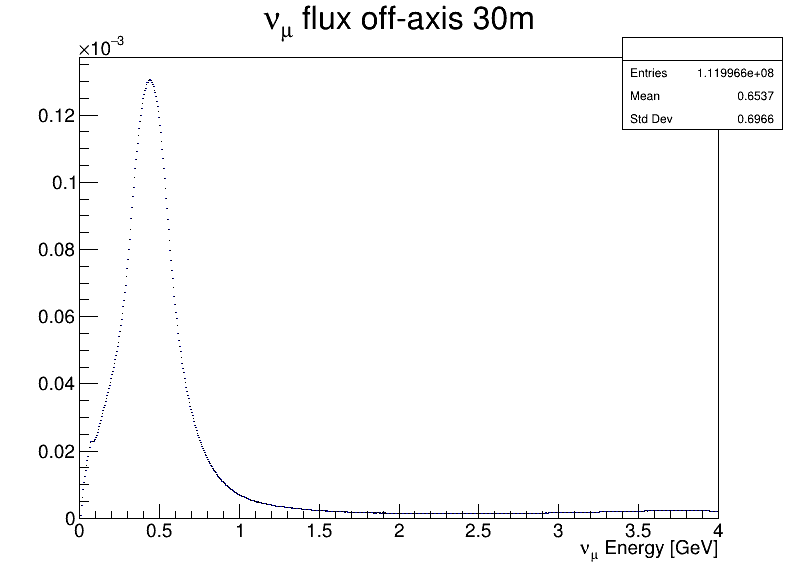 ν_μ flux off-axis 30m
×10⁻³
Entries 1.119966e+08
Mean 0.6537
Std Dev 0.6966
0.12
0.1
0.08
0.06
0.04
0.02
0
0 0.5 1 1.5 2 2.5 3 3.5 4
ν_μ Energy [GeV]